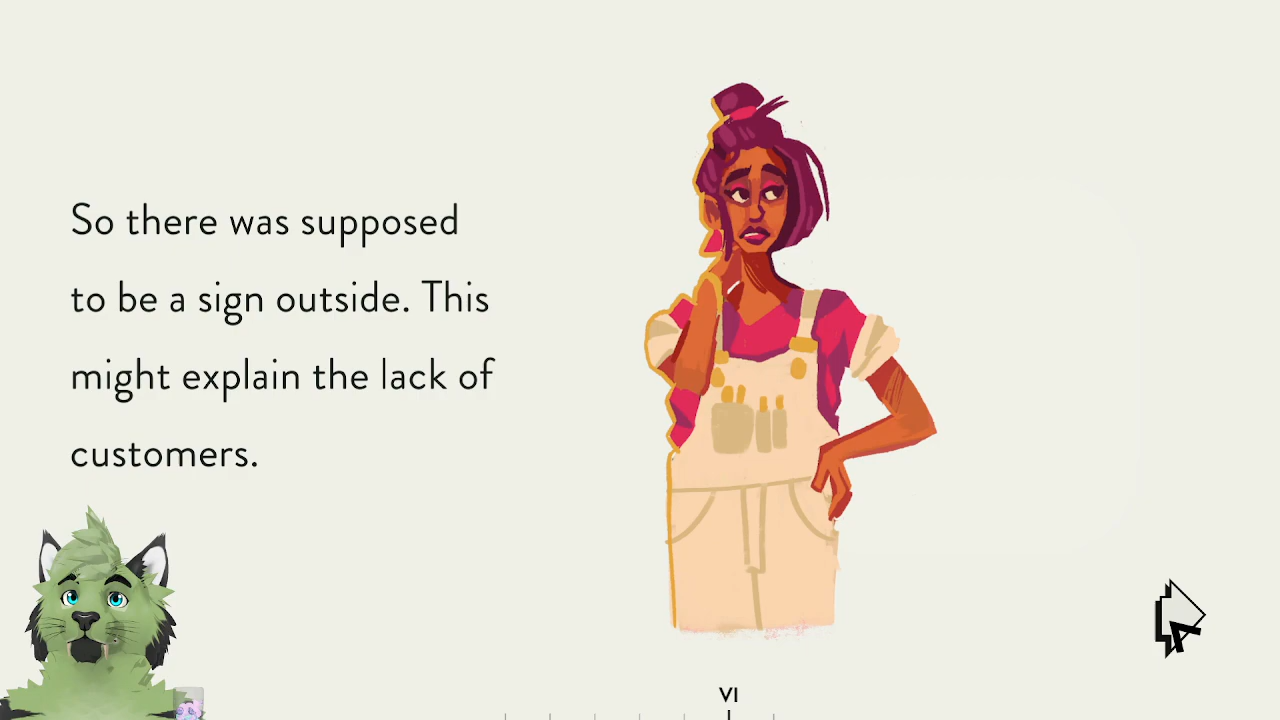 So there was supposed
to be a sign outside. This
might explain the lack of
customers.
VI